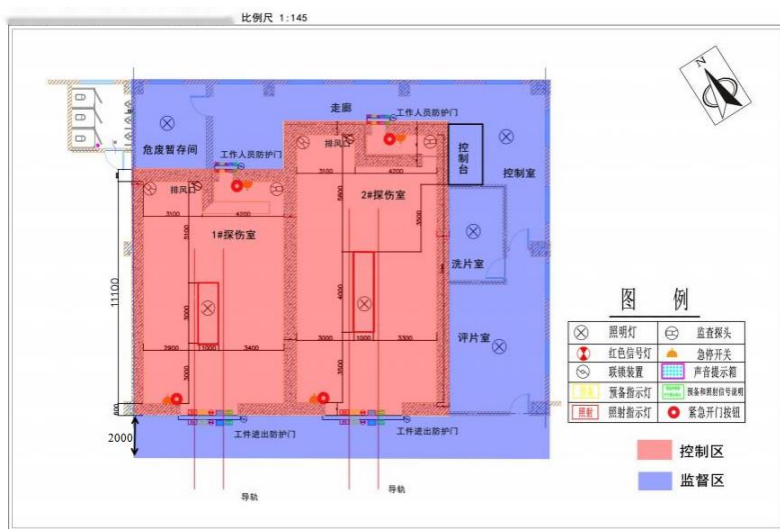 比例尺 1:145
N
走廊
工作人员防护门
危废暂存间
工作人员防护门
排风口
控制台
控制室
排风口
3100
4200
5800
2#探伤室
3500
3100
4200
1#探伤室
5100
洗片室
11100
4000
3000
评片室
3000
1000
3300
2900
1000
3400
3000
3500
600
2000
工件进出防护门
工件进出防护门
导轨
导轨
图 例
照明灯
监查探头
红色信号灯
急停开关
联锁装置
声音提示箱
预备指示灯
预备和照射信号说明
照射
照射指示灯
紧急开门按钮
控制区
监督区